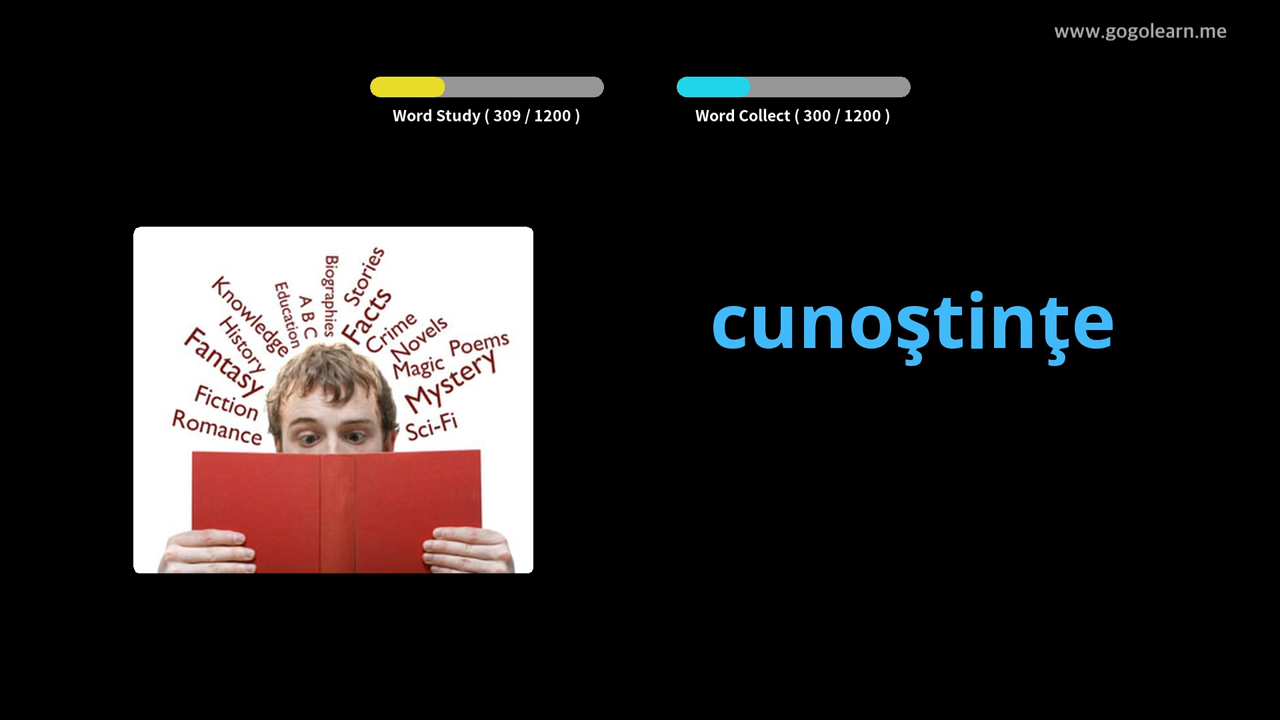 www.gogolearn.me
Word Study ( 309 / 1200 )
Word Collect ( 300 / 1200 )
cunoştinţe
Biographies
Stories
Education
A B C
Facts
Knowledge
History
Crime
Novels
Fantasy
Magic
Poems
Mystery
Fiction
Romance
Sci-Fi